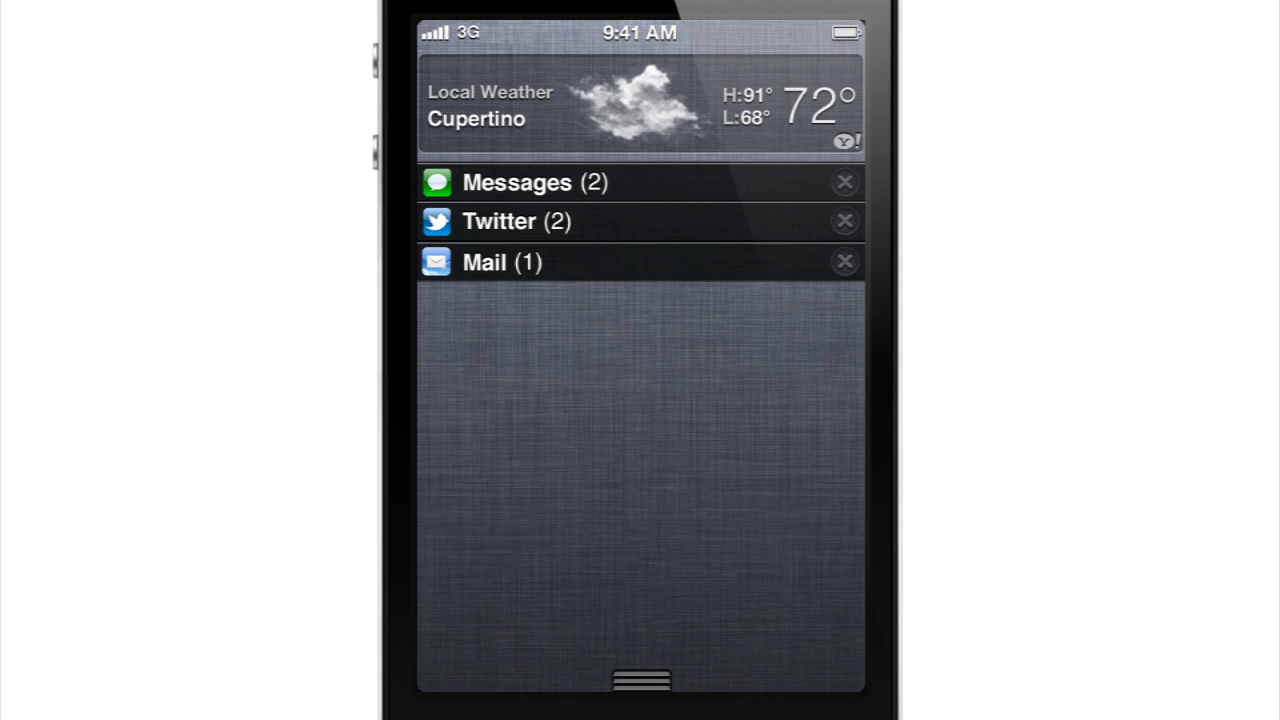 3G 9:41 AM
Local Weather
Cupertino
H:91°
L:68°
72°
Y!
Messages (2)
Twitter (2)
Mail (1)